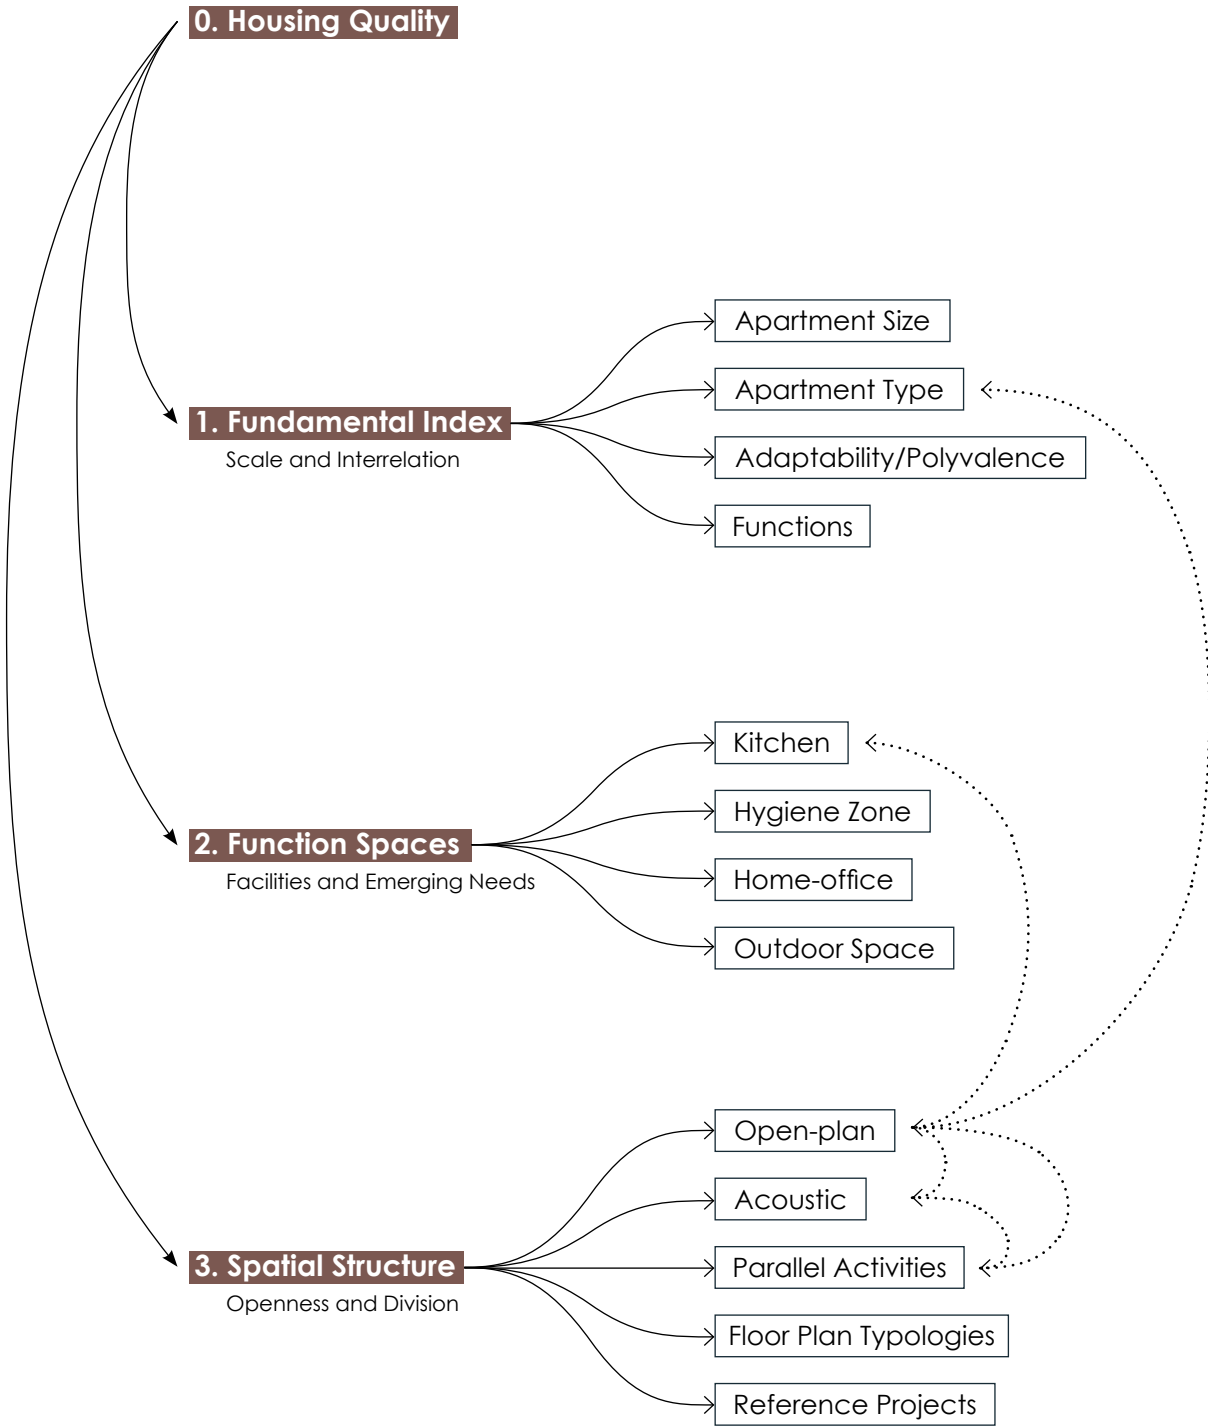 0. Housing Quality
Apartment Size
Apartment Type
1. Fundamental Index
Scale and Interrelation
Adaptability/Polyvalence
Functions
Kitchen
Hygiene Zone
2. Function Spaces
Facilities and Emerging Needs
Home-office
Outdoor Space
Open-plan
Acoustic
3. Spatial Structure
Parallel Activities
Openness and Division
Floor Plan Typologies
Reference Projects